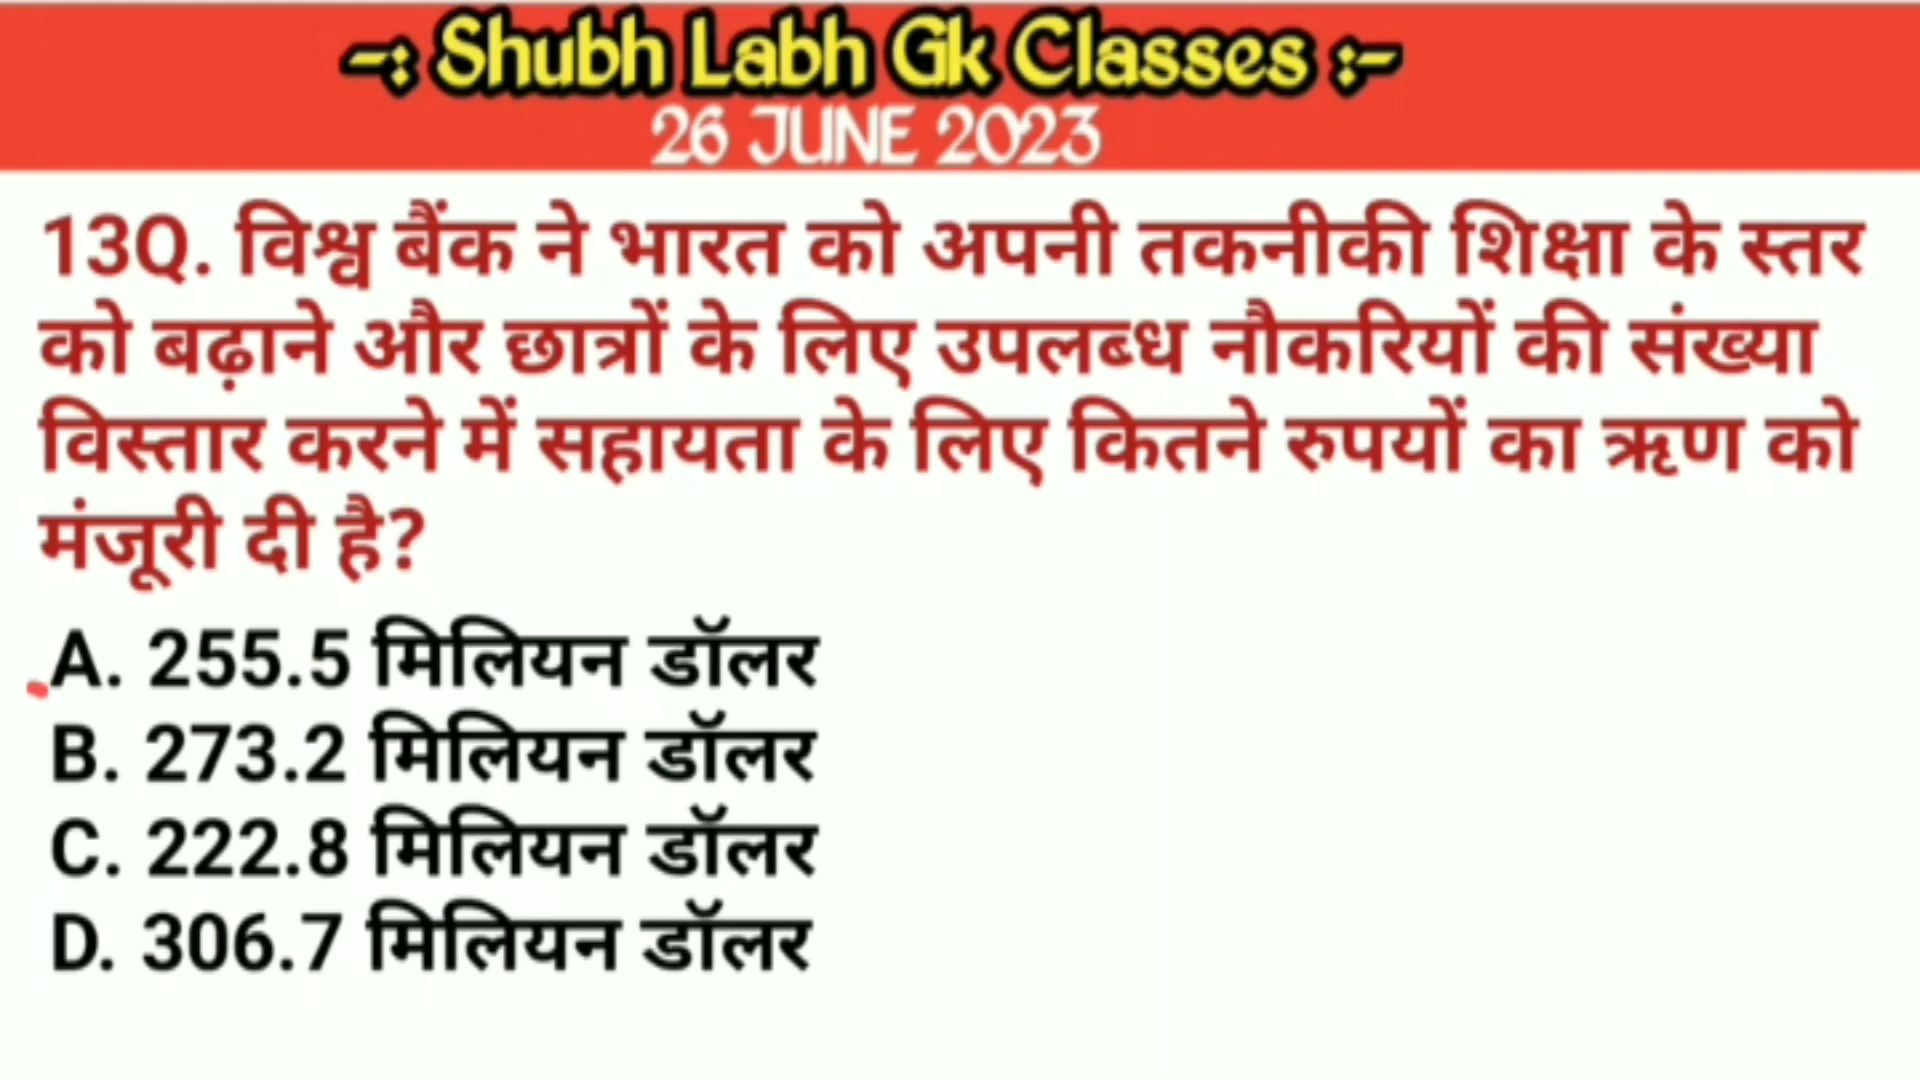 -: Shubh Labh Gk Classes :-
26 JUNE 2023
13Q. विश्व बैंक ने भारत को अपनी तकनीकी शिक्षा के स्तर
को बढ़ाने और छात्रों के लिए उपलब्ध नौकरियों की संख्या
विस्तार करने में सहायता के लिए कितने रुपयों का ऋण को
मंजूरी दी है?
A. 255.5 मिलियन डॉलर
B. 273.2 मिलियन डॉलर
C. 222.8 मिलियन डॉलर
D. 306.7 मिलियन डॉलर